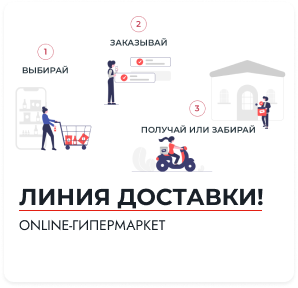 1
ВЫБИРАЙ
2
ЗАКАЗЫВАЙ
3
ПОЛУЧАЙ ИЛИ ЗАБИРАЙ
ЛИНИЯ ДОСТАВКИ!
ONLINE-ГИПЕРМАРКЕТ